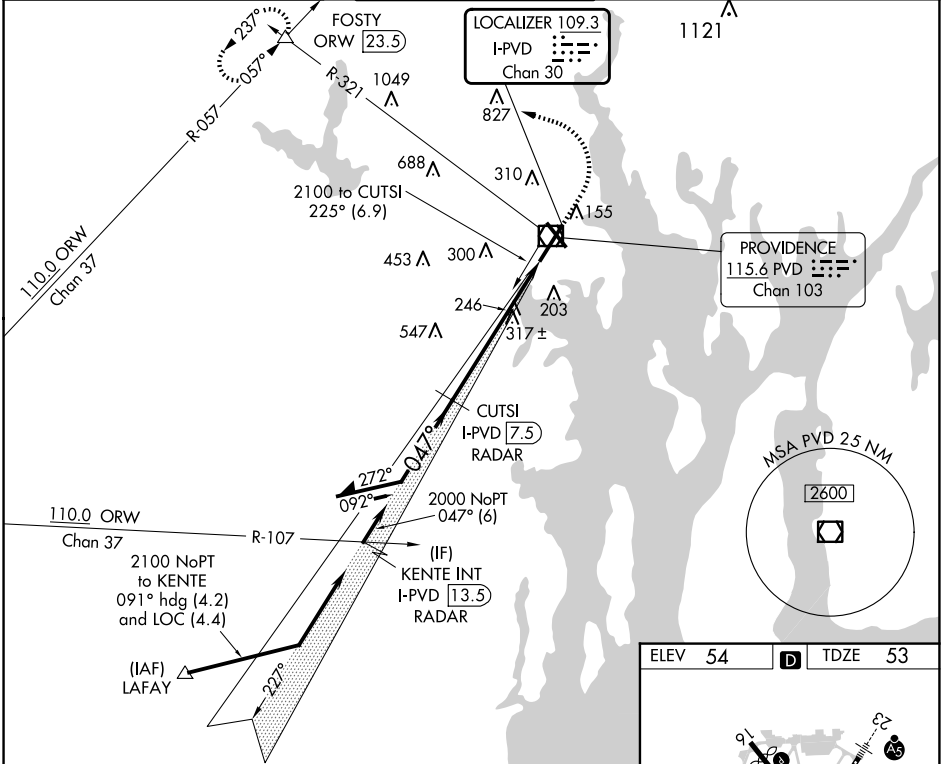 237°
057°
FOSTY
ORW 23.5
R-321
R-057
110.0 ORW
Chan 37
LOCALIZER 109.3
I-PVD
Chan 30
1121
1049
827
688
310
155
2100 to CUTSI
225° (6.9)
453
300
PROVIDENCE
115.6 PVD
Chan 103
246
203
547
317 ±
CUTSI
I-PVD 7.5
RADAR
047°
272°
092°
2000 NoPT
047° (6)
MSA PVD 25 NM
2600
110.0 ORW
Chan 37
R-107
(IF)
KENTE INT
I-PVD 13.5
RADAR
2100 NoPT
to KENTE
091° hdg (4.2)
and LOC (4.4)
(IAF)
LAFAY
227°
ELEV 54
D
TDZE 53
16
23
A5